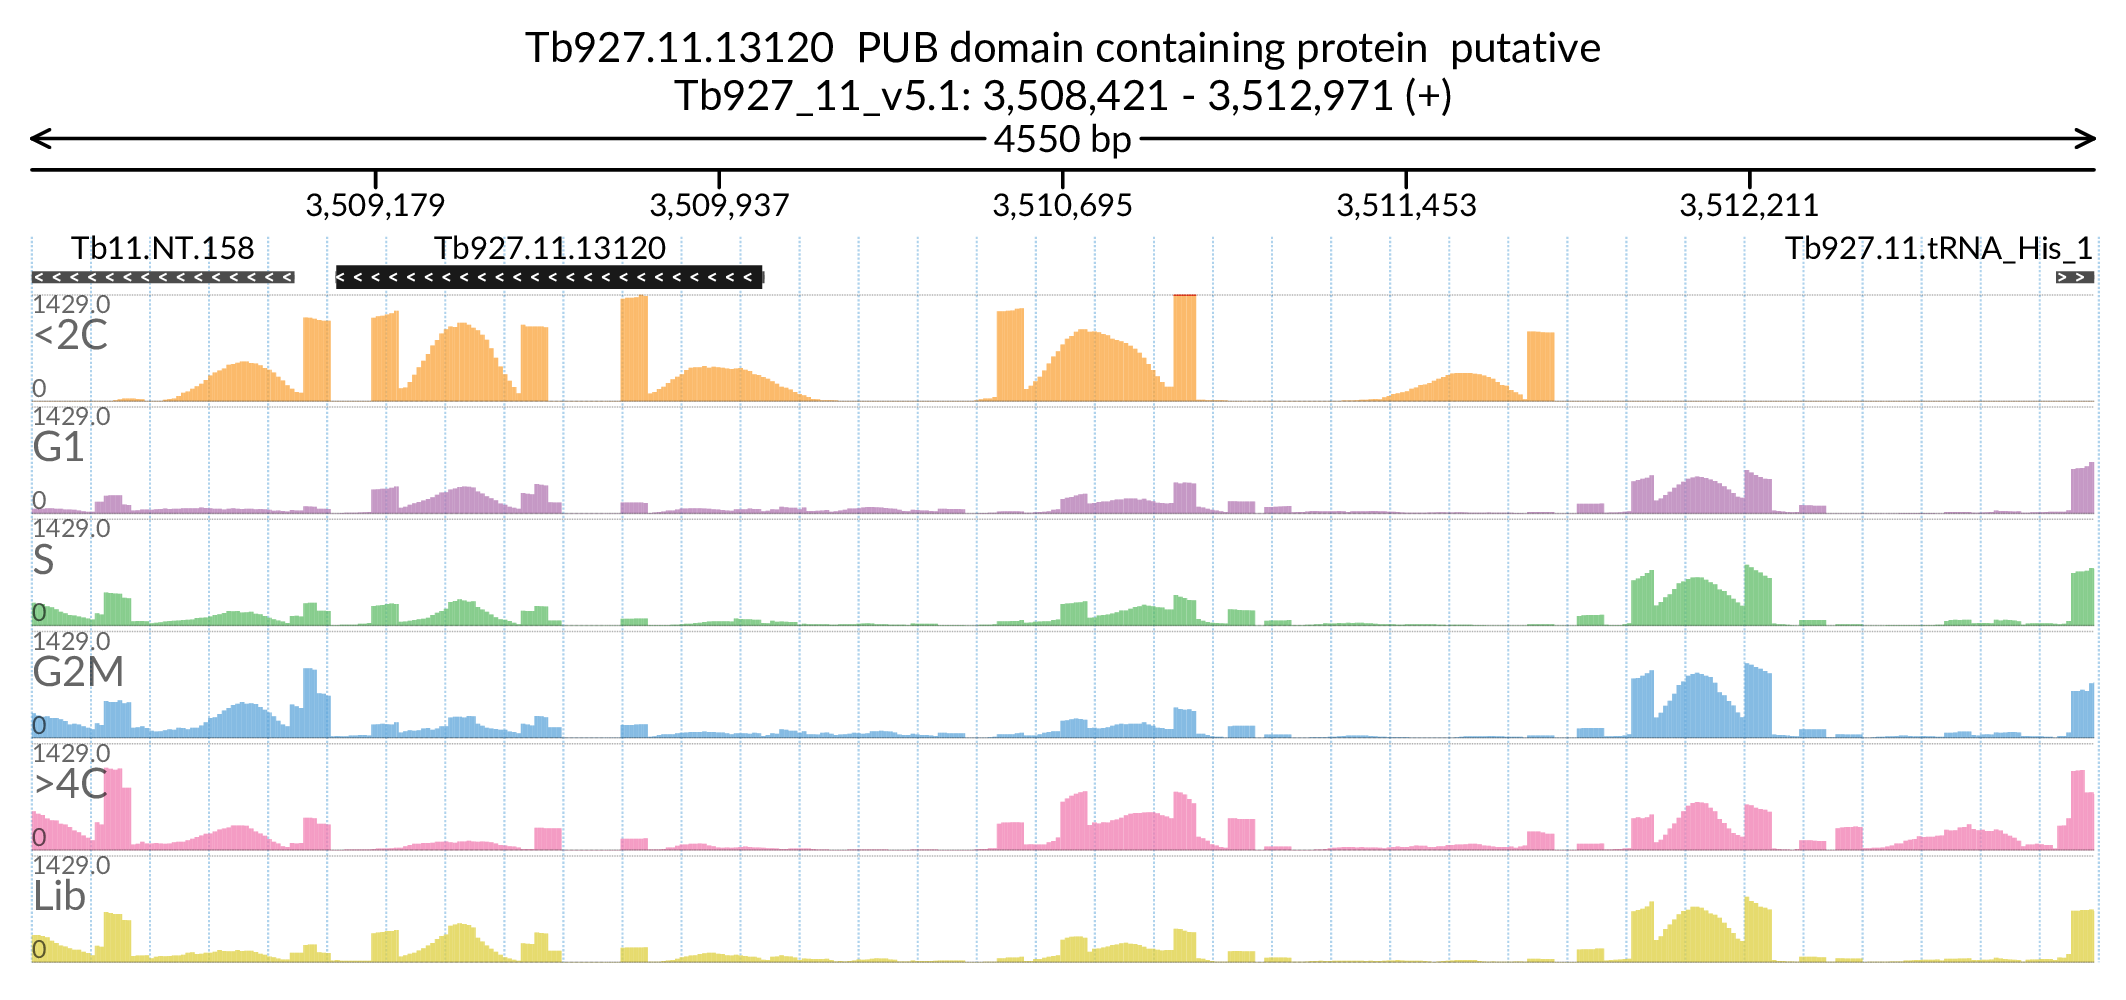 Tb927.11.13120  PUB domain containing protein  putative
Tb927_11_v5.1: 3,508,421 - 3,512,971 (+)
4550 bp
3,509,179 3,509,937 3,510,695 3,511,453 3,512,211
Tb11.NT.158 Tb927.11.13120 Tb927.11.tRNA_His_1
1429.0
<2C
0
1429.0
G1
0
1429.0
S
0
1429.0
G2M
0
1429.0
>4C
0
1429.0
Lib
0